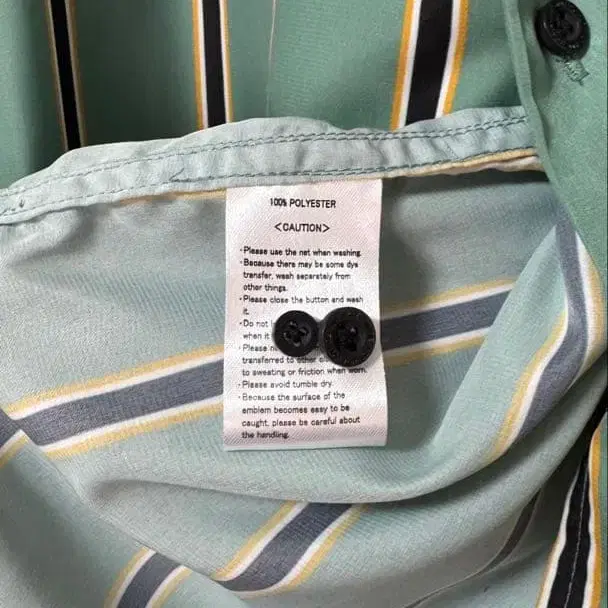 100% POLYESTER
<CAUTION>
·Please use the net when washing.
·Because there may be some dye
transfer, wash separately from
other things.
·Please close the button and wash
it.
·Do not
when it
·Please
transferred to other
to sweating or friction when worn.
·Please avoid tumble dry.
·Because the surface of the
emblem becomes easy to be
caught, please be careful about
the handling.